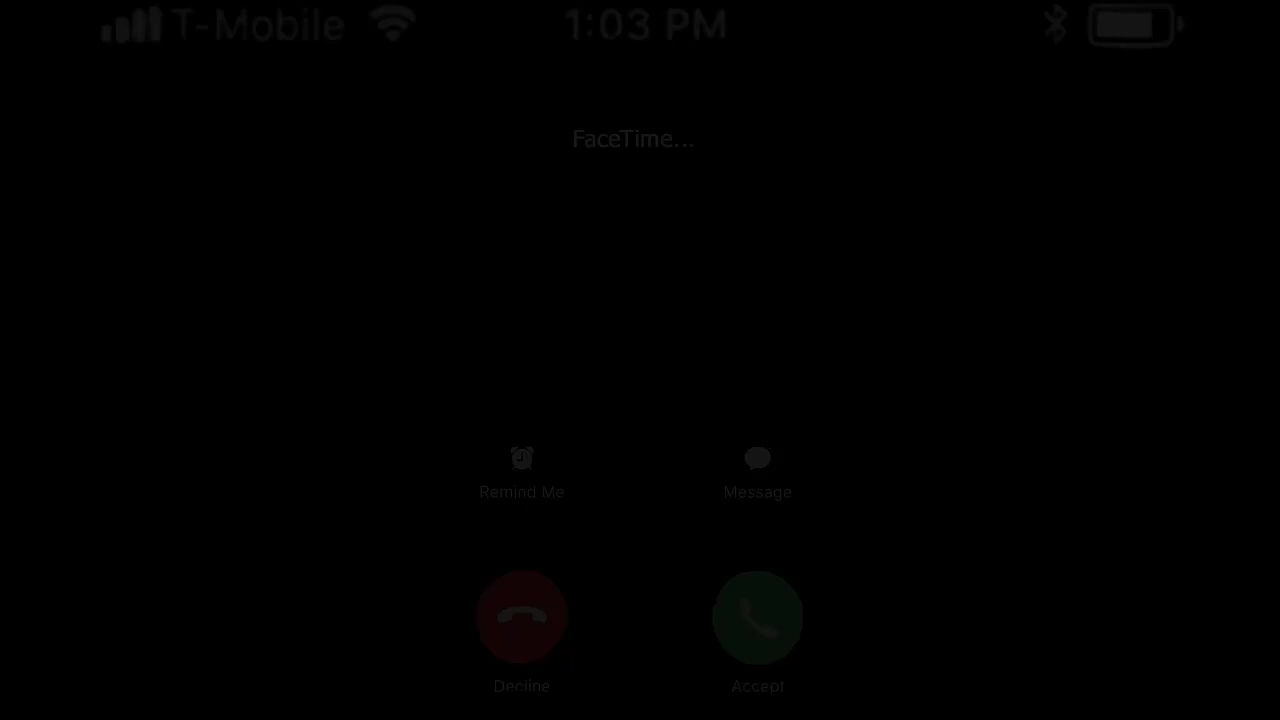 T-Mobile 1:03 PM
FaceTime...
Remind Me Message
Decline Accept